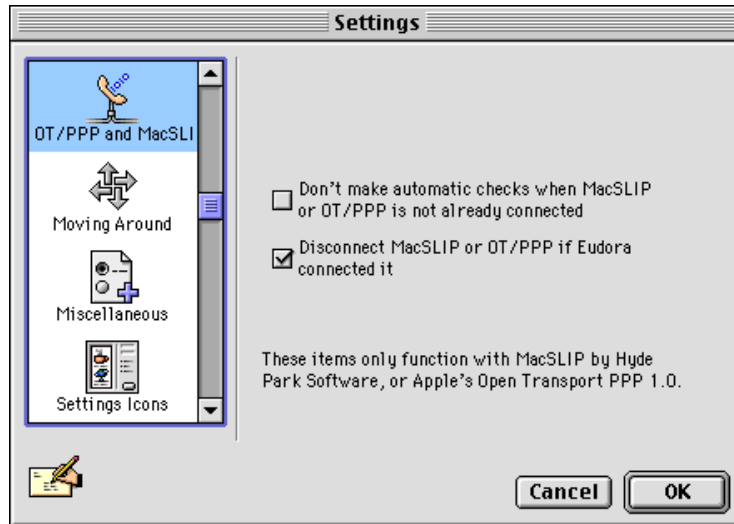 Settings
OT/PPP and MacSLI
Moving Around
Miscellaneous
Settings Icons
Don't make automatic checks when MacSLIP
or OT/PPP is not already connected
Disconnect MacSLIP or OT/PPP if Eudora
connected it
These items only function with MacSLIP by Hyde
Park Software, or Apple's Open Transport PPP 1.0.
Cancel
OK